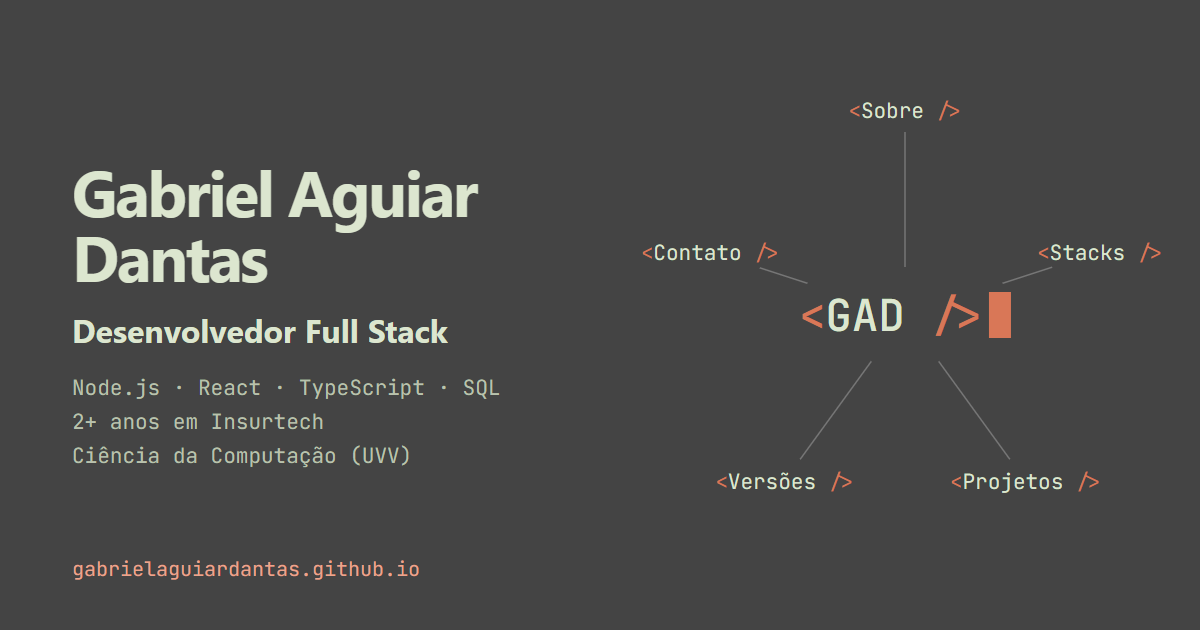 Gabriel Aguiar
Dantas
Desenvolvedor Full Stack
Node.js · React · TypeScript · SQL
2+ anos em Insurtech
Ciência da Computação (UVV)
gabrielaguiardantas.github.io
<Sobre />
<Contato />
<Stacks />
<GAD />
<Versões />
<Projetos />